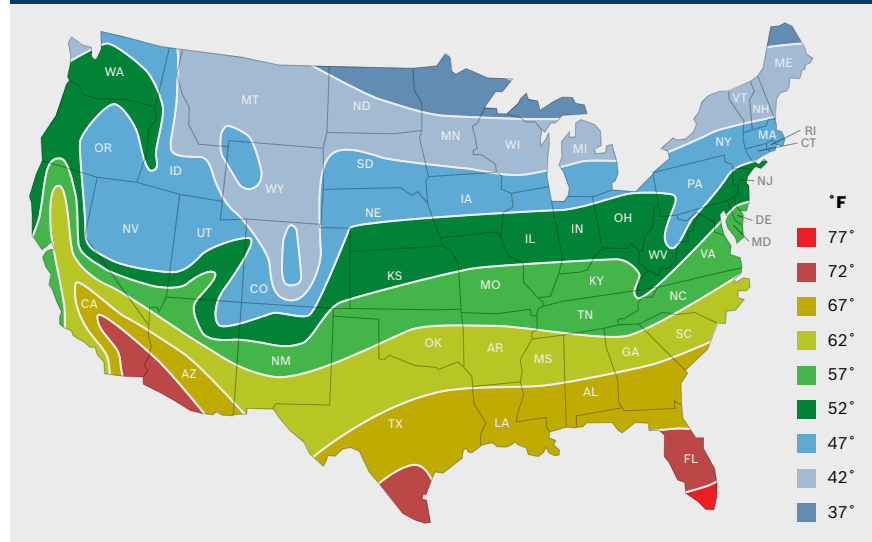 WA
MT
ND
ME
VT
NH
MN
WI
MI
OR
ID
SD
WY
NY
MA
RI
CT
NV
UT
NE
IA
PA
NJ
CO
KS
IL
IN
OH
WV
VA
DE
MD
CA
MO
KY
NC
TN
SC
AZ
NM
OK
AR
MS
GA
AL
TX
LA
FL
˚F
77˚
72˚
67˚
62˚
57˚
52˚
47˚
42˚
37˚